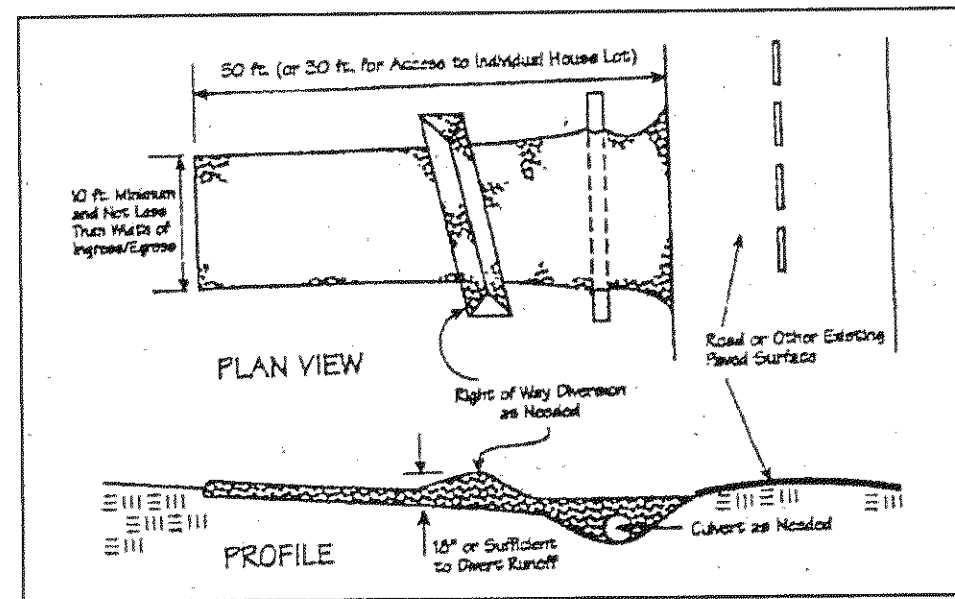 50 ft. (or 30 ft. for Access to Individual House Lot)
10 ft. Minimum
and Not Less
Than Width of
Ingress/Egress
PLAN VIEW
Road or Other Existing
Paved Surface
Right of Way Diversion
as Needed
Culvert as Needed
PROFILE
18" or Sufficient
to Divert Runoff